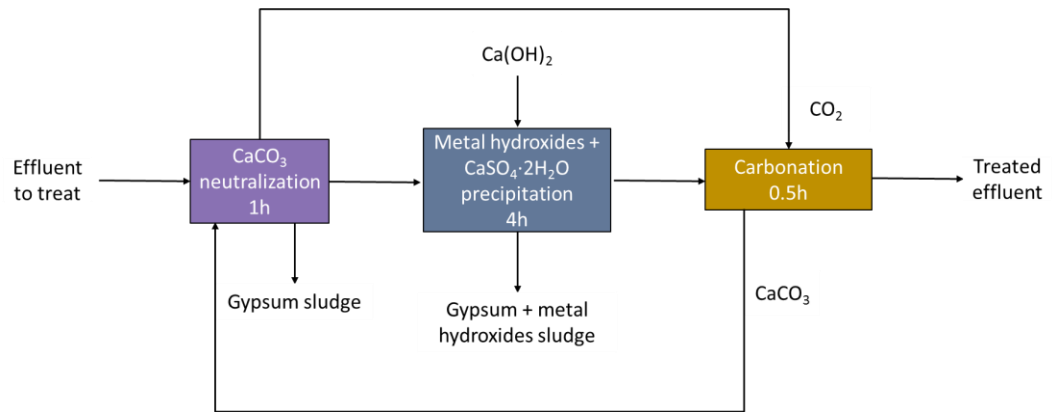 Ca(OH)₂
CO₂
Effluent
to treat
CaCO₃
neutralization
1h
Metal hydroxides +
CaSO₄·2H₂O
precipitation
4h
Carbonation
0.5h
Treated
effluent
Gypsum sludge
Gypsum + metal
hydroxides sludge
CaCO₃